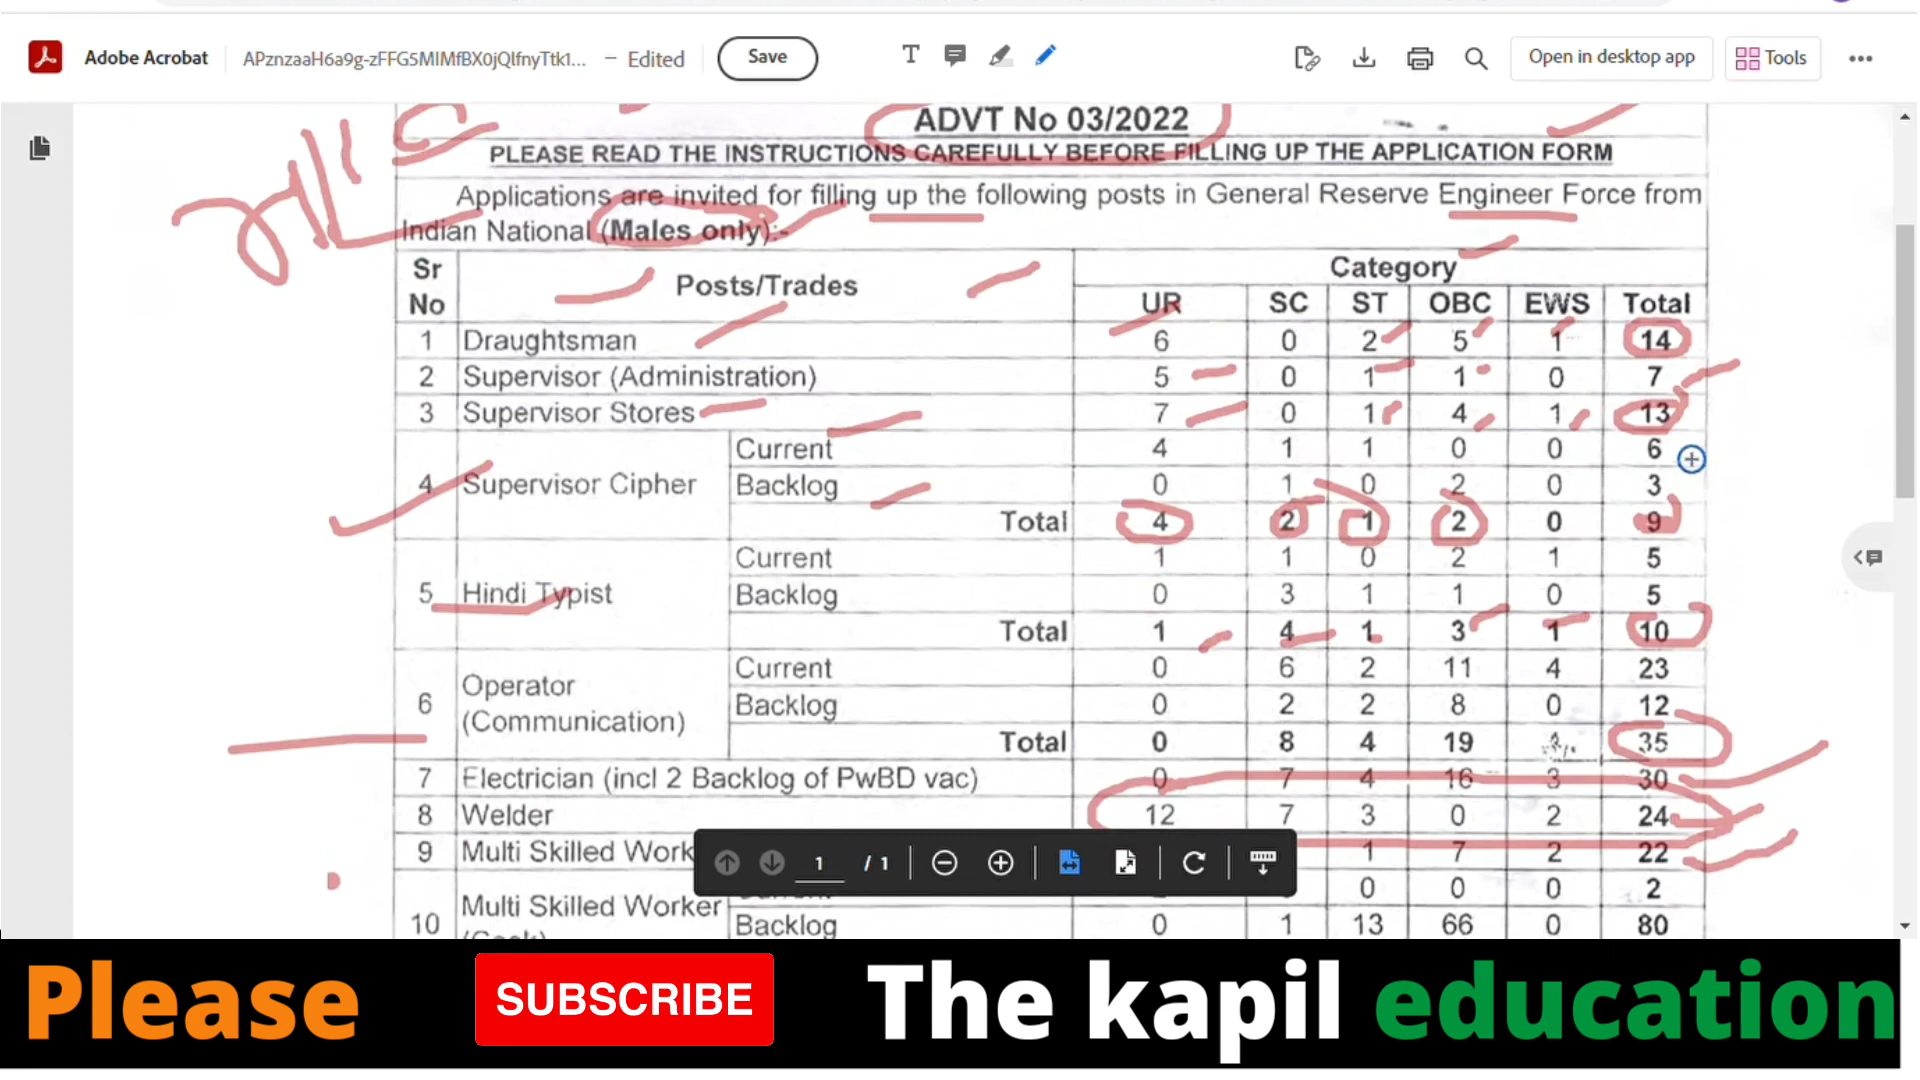 Adobe Acrobat APznzaaH6a9g-zFFG5MlMfBX0jQlfnyTtk1... – Edited Save Open in desktop app Tools
ADVT No 03/2022
PLEASE READ THE INSTRUCTIONS CAREFULLY BEFORE FILLING UP THE APPLICATION FORM
Applications are invited for filling up the following posts in General Reserve Engineer Force from
Indian National (Males only):-
Sr No Posts/Trades Category
UR SC ST OBC EWS Total
1 Draughtsman 6 0 2 5 1 14
2 Supervisor (Administration) 5 0 1 1 0 7
3 Supervisor Stores 7 0 1 4 1 13
4 Supervisor Cipher Current 4 1 1 0 0 6
Backlog 0 1 0 2 0 3
Total 4 2 1 2 0 9
5 Hindi Typist Current 1 1 0 2 1 5
Backlog 0 3 1 1 0 5
Total 1 4 1 3 1 10
6 Operator (Communication) Current 0 6 2 11 4 23
Backlog 0 2 2 8 0 12
Total 0 8 4 19 35
7 Electrician (incl 2 Backlog of PwBD vac) 0 7 4 16 3 30
8 Welder 12 7 3 0 2 24
9 Multi Skilled Work 1 7 2 22
1 / 1
10 Multi Skilled Worker 0 0 0 2
Backlog 0 1 13 66 0 80
Please SUBSCRIBE The kapil education